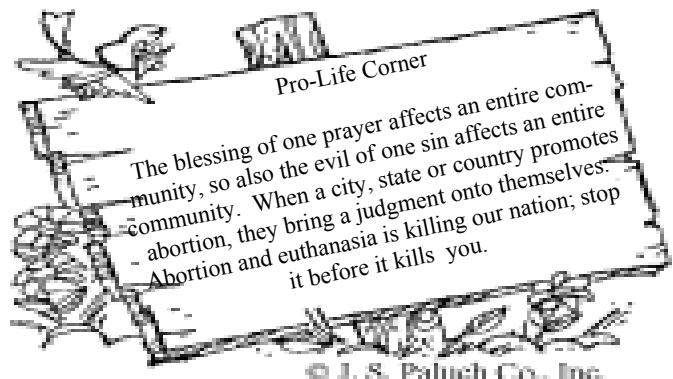 Pro-Life Corner
The blessing of one prayer affects an entire com-
munity, so also the evil of one sin affects an entire
community.  When a city, state or country promotes
abortion, they bring a judgment onto themselves.
Abortion and euthanasia is killing our nation; stop
it before it kills  you.
© J. S. Paluch Co., Inc.